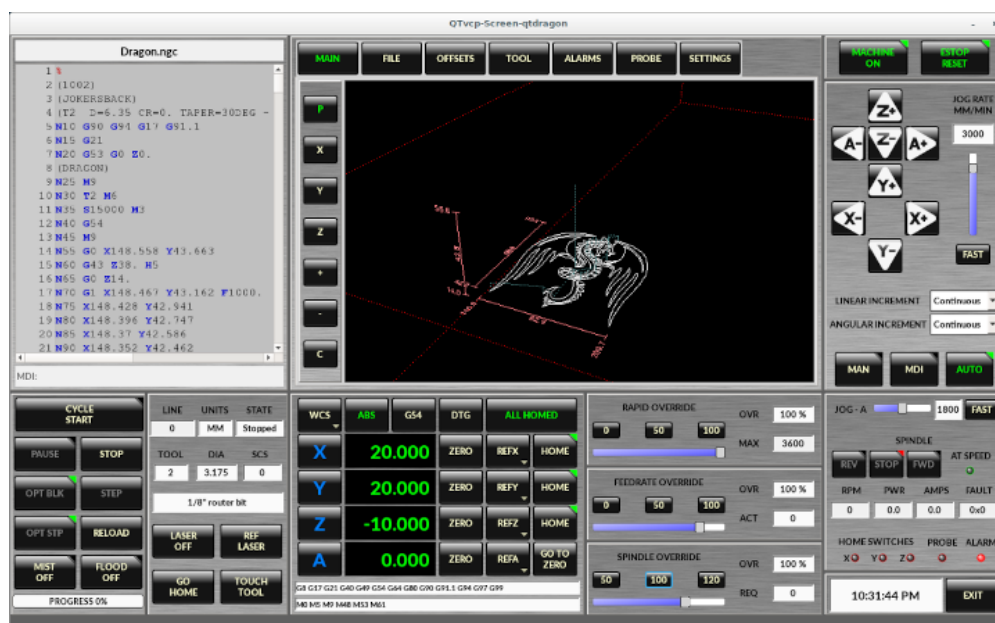 QTvcp-Screen-qtdragon
Dragon.ngc
1 %
2 (1002)
3 (JOKERSBACK)
4 (T2 D=6.35 CR=0. TAPER=30DEG -
5 N10 G90 G94 G17 G91.1
6 N15 G21
7 N20 G53 G0 Z0.
8 (DRAGON)
9 N25 M9
10 N30 T2 M6
11 N35 S15000 M3
12 N40 G54
13 N45 M9
14 N55 G0 X148.558 Y43.663
15 N60 G43 Z38. H5
16 N65 G0 Z14.
17 N70 G1 X148.467 Y43.162 F1000.
18 N75 X148.428 Y42.941
19 N80 X148.396 Y42.747
20 N85 X148.37 Y42.586
21 N90 X148.352 Y42.462
MDI:
MAIN FILE OFFSETS TOOL ALARMS PROBE SETTINGS
P
X
Y
Z
+
-
C
MACHINE ON
ESTOP RESET
JOG RATE
MM/MIN
3000
Z+
A- Z- A+
Y+
X- X+
Y-
FAST
LINEAR INCREMENT Continuous
ANGULAR INCREMENT Continuous
MAN MDI AUTO
CYCLE START
PAUSE STOP
OPT BLK STEP
OPT STP RELOAD
MIST OFF FLOOD OFF
PROGRESS 0%
LINE UNITS STATE
0 MM Stopped
TOOL DIA SCS
2 3.175 0
1/8" router bit
LASER OFF REF LASER
GO HOME TOUCH TOOL
WCS ABS G54 DTG ALL HOMED
X 20.000 ZERO REFX HOME
Y 20.000 ZERO REFY HOME
Z -10.000 ZERO REFZ HOME
A 0.000 ZERO REFA GO TO ZERO
G8 G17 G21 G40 G49 G54 G64 G80 G90 G91.1 G94 G97 G99
M0 M5 M9 M48 M53 M61
RAPID OVERRIDE OVR 100 %
0 50 100 MAX 3600
FEEDRATE OVERRIDE OVR 100 %
0 50 100 ACT 0
SPINDLE OVERRIDE OVR 100 %
50 100 120 REQ 0
JOG - A 1800 FAST
SPINDLE
REV STOP FWD AT SPEED
RPM PWR AMPS FAULT
0 0.0 0.0 0x0
HOME SWITCHES PROBE ALARM
X Y Z
10:31:44 PM EXIT